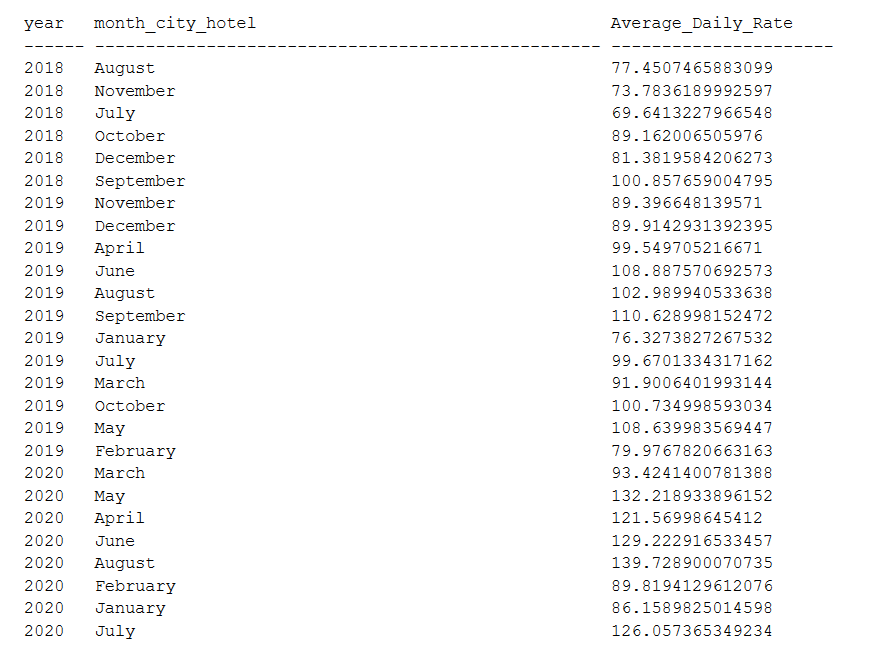 year month_city_hotel Average_Daily_Rate
------ -------------------------------------------------- ----------------------
2018 August 77.4507465883099
2018 November 73.7836189992597
2018 July 69.6413227966548
2018 October 89.162006505976
2018 December 81.3819584206273
2018 September 100.857659004795
2019 November 89.396648139571
2019 December 89.9142931392395
2019 April 99.549705216671
2019 June 108.887570692573
2019 August 102.989940533638
2019 September 110.628998152472
2019 January 76.3273827267532
2019 July 99.6701334317162
2019 March 91.9006401993144
2019 October 100.734998593034
2019 May 108.639983569447
2019 February 79.9767820663163
2020 March 93.4241400781388
2020 May 132.218933896152
2020 April 121.56998645412
2020 June 129.222916533457
2020 August 139.728900070735
2020 February 89.8194129612076
2020 January 86.1589825014598
2020 July 126.057365349234